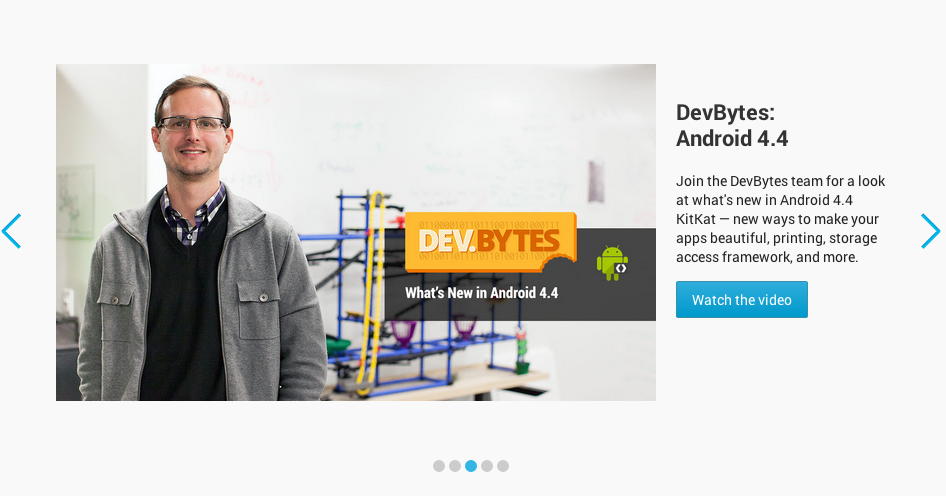 DEV.BYTES
What's New in Android 4.4
DevBytes:
Android 4.4
Join the DevBytes team for a look
at what's new in Android 4.4
KitKat — new ways to make your
apps beautiful, printing, storage
access framework, and more.
Watch the video